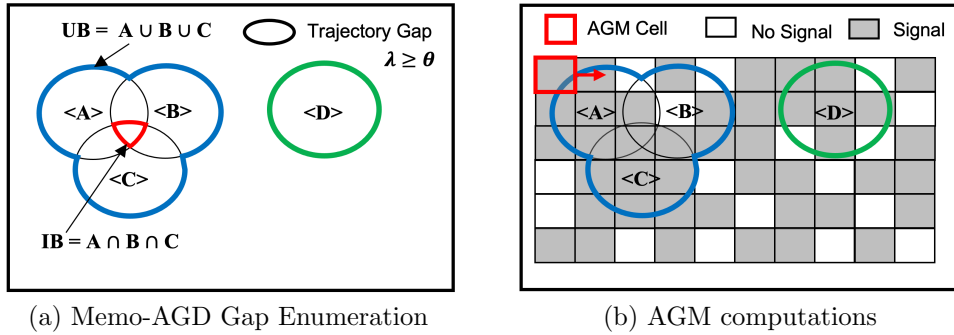 UB = A ∪ B ∪ C
Trajectory Gap
λ ≥ θ
<A>
<B>
<D>
<C>
IB = A ∩ B ∩ C
(a) Memo-AGD Gap Enumeration
AGM Cell
No Signal
Signal
<A>
<B>
<D>
<C>
(b) AGM computations